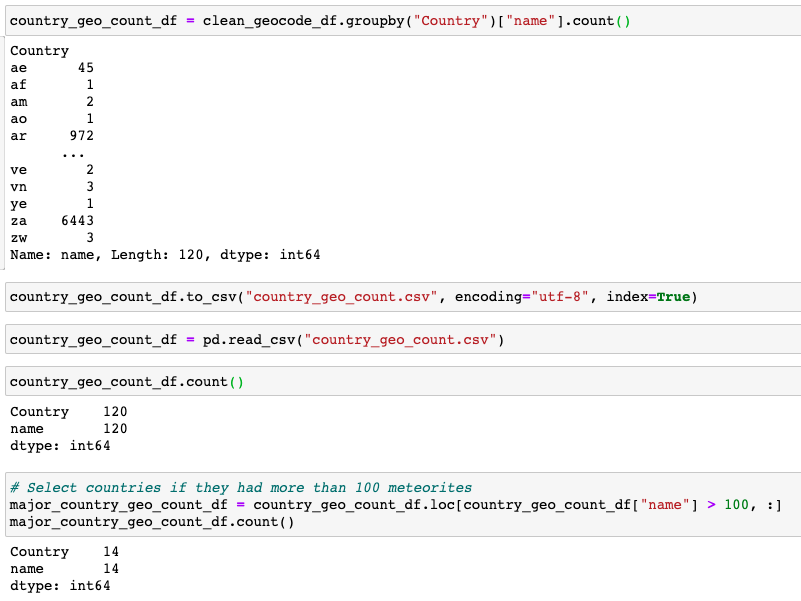 country_geo_count_df = clean_geocode_df.groupby("Country")["name"].count()
Country
ae      45
af       1
am       2
ao       1
ar     972
      ...
ve       2
vn       3
ye       1
za    6443
zw       3
Name: name, Length: 120, dtype: int64
country_geo_count_df.to_csv("country_geo_count.csv", encoding="utf-8", index=True)
country_geo_count_df = pd.read_csv("country_geo_count.csv")
country_geo_count_df.count()
Country    120
name       120
dtype: int64
# Select countries if they had more than 100 meteorites
major_country_geo_count_df = country_geo_count_df.loc[country_geo_count_df["name"] > 100, :]
major_country_geo_count_df.count()
Country    14
name       14
dtype: int64